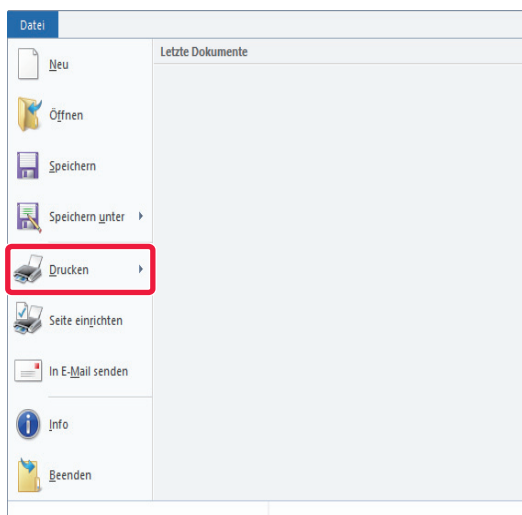 Datei
Letzte Dokumente
Neu
Öffnen
Speichern
Speichern unter
Drucken
Seite einrichten
In E-Mail senden
Info
Beenden